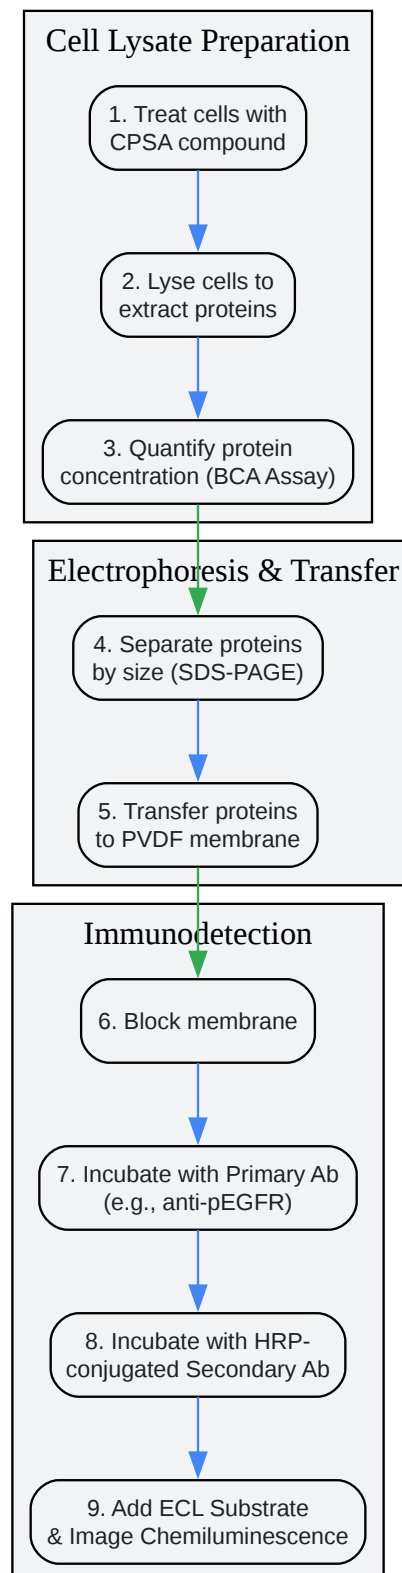 Cell Lysate Preparation
1. Treat cells with
CPSA compound
2. Lyse cells to
extract proteins
3. Quantify protein
concentration (BCA Assay)
Electrophoresis & Transfer
4. Separate proteins
by size (SDS-PAGE)
5. Transfer proteins
to PVDF membrane
Immunodetection
6. Block membrane
7. Incubate with Primary Ab
(e.g., anti-pEGFR)
8. Incubate with HRP-
conjugated Secondary Ab
9. Add ECL Substrate
& Image Chemiluminescence